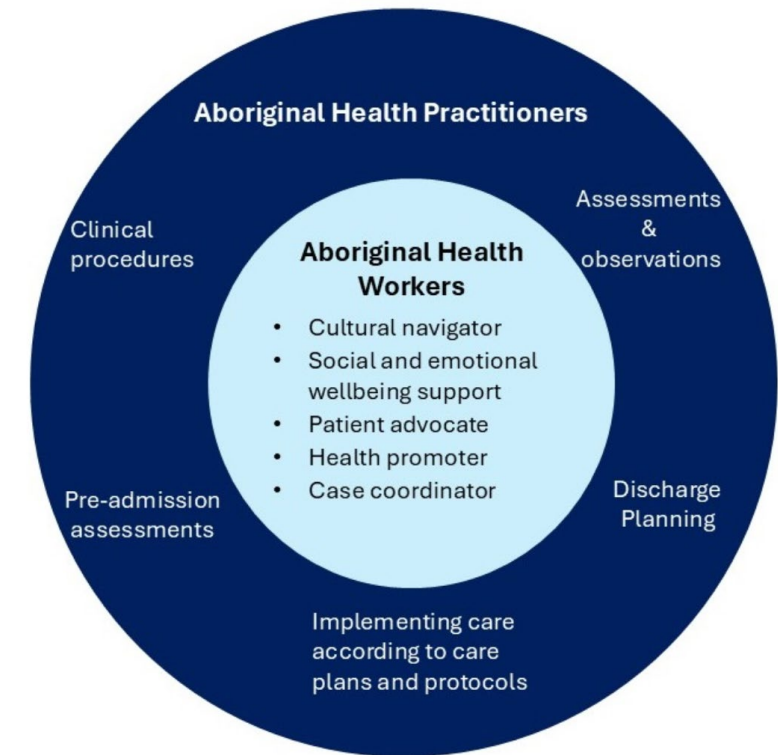 Aboriginal Health Practitioners
Clinical
procedures
Assessments
&
observations
Aboriginal Health
Workers
• Cultural navigator
• Social and emotional
wellbeing support
• Patient advocate
• Health promoter
• Case coordinator
Pre-admission
assessments
Discharge
Planning
Implementing care
according to care
plans and protocols